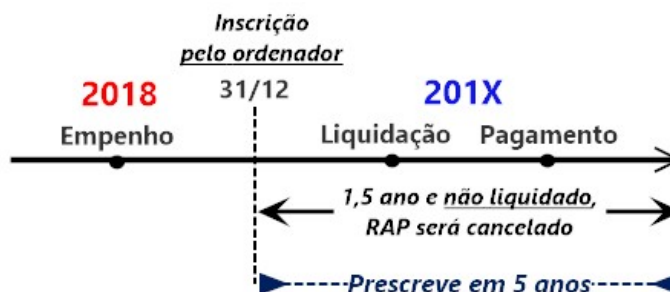 Inscrição
pelo ordenador
2018 31/12 201X
Empenho Liquidação Pagamento
1,5 ano e não liquidado,
RAP será cancelado
Prescreve em 5 anos